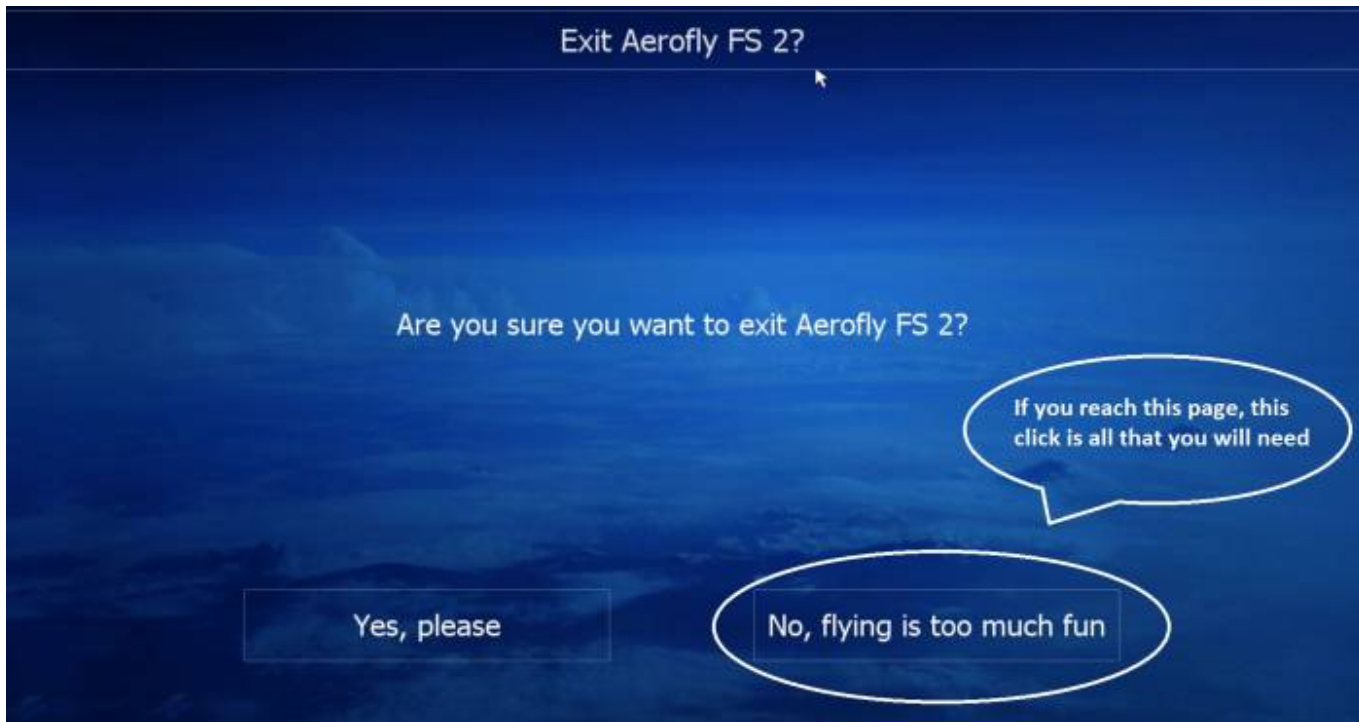 Exit Aerofly FS 2?
Are you sure you want to exit Aerofly FS 2?
If you reach this page, this
click is all that you will need
Yes, please
No, flying is too much fun